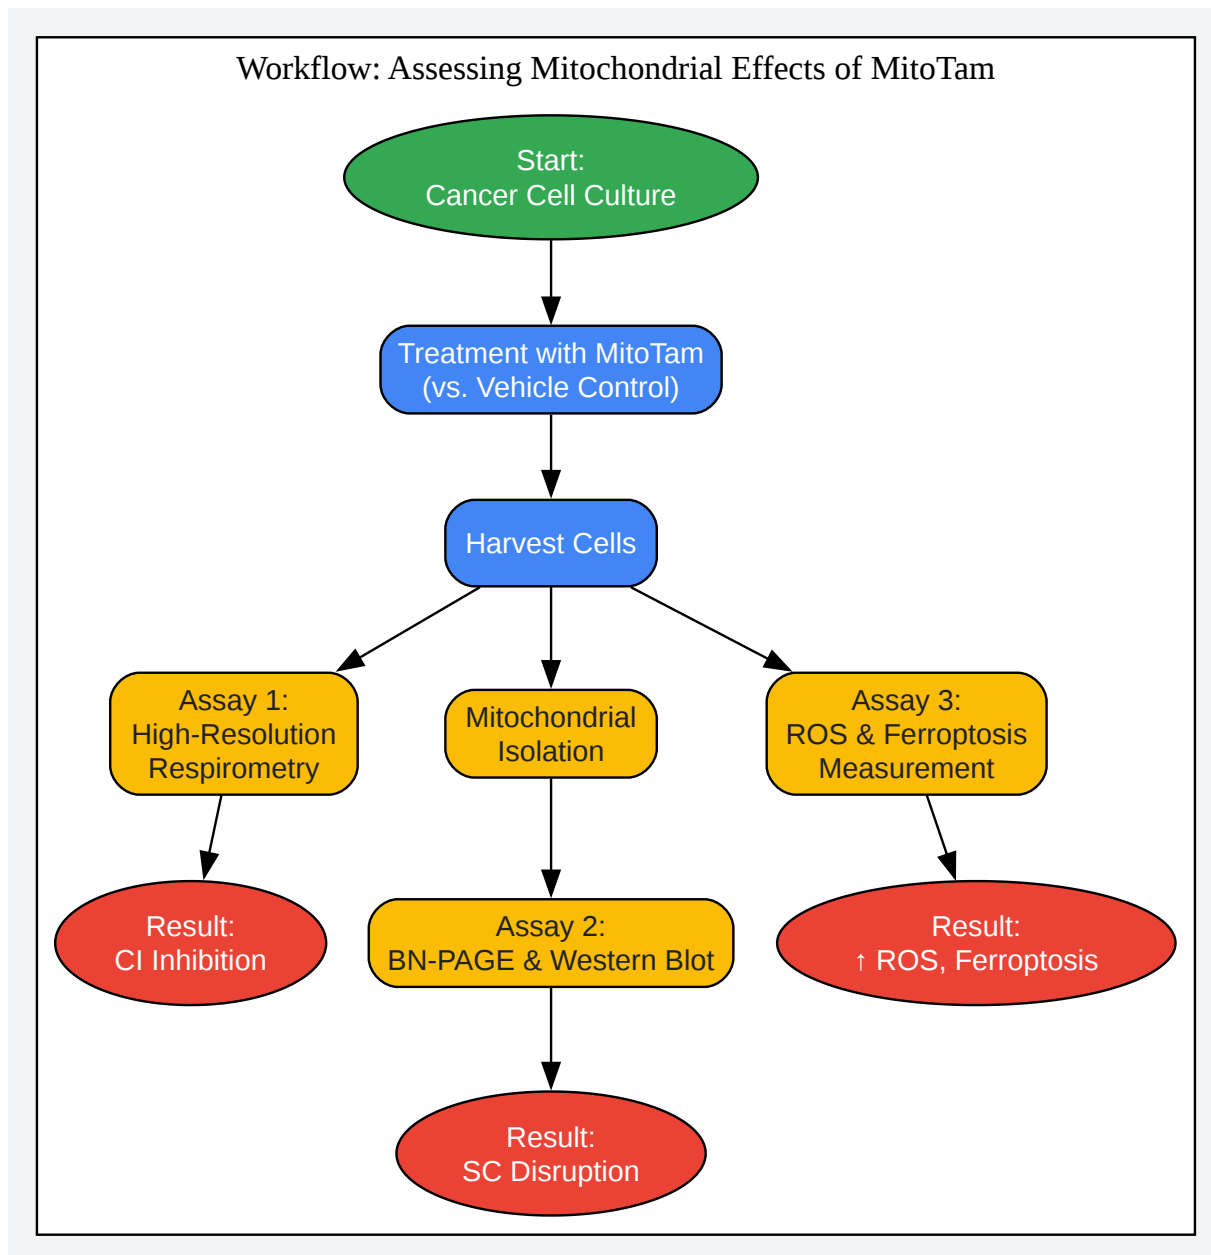 Workflow: Assessing Mitochondrial Effects of MitoTam
Start:
Cancer Cell Culture
Treatment with MitoTam
(vs. Vehicle Control)
Harvest Cells
Assay 1:
High-Resolution
Respirometry
Mitochondrial
Isolation
Assay 3:
ROS & Ferroptosis
Measurement
Result:
CI Inhibition
Assay 2:
BN-PAGE & Western Blot
Result:
↑ ROS, Ferroptosis
Result:
SC Disruption